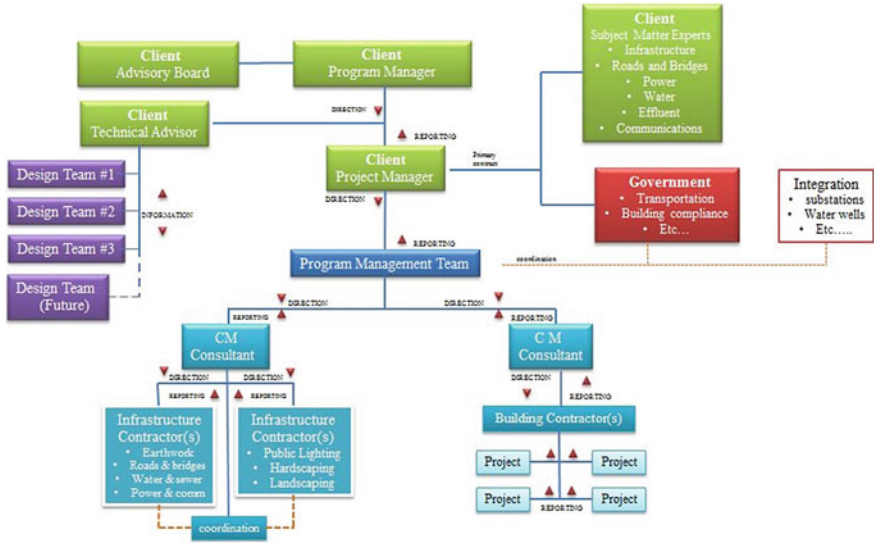 Client
Advisory Board
Client
Program Manager
Client
Subject Matter Experts
• Infrastructure
• Roads and Bridges
• Power
• Water
• Effluent
• Communications
DIRECTION
Client
Technical Advisor
REPORTING
Client
Project Manager
Primary
contract
Design Team #1
Design Team #2
Design Team #3
Design Team
(Future)
INFORMATION
Government
• Transportation
• Building compliance
• Etc...
Integration
• substations
• Water wells
• Etc.....
DIRECTION
REPORTING
Program Management Team
coordination
DIRECTION
REPORTING
DIRECTION
REPORTING
CM
Consultant
C M
Consultant
DIRECTION
DIRECTION
REPORTING
REPORTING
DIRECTION
REPORTING
Infrastructure
Contractor(s)
• Earthwork
• Roads & bridges
• Water & sewer
• Power & comm
Infrastructure
Contractor(s)
• Public Lighting
• Hardscaping
• Landscaping
Building Contractor(s)
Project
Project
Project
Project
REPORTING
coordination